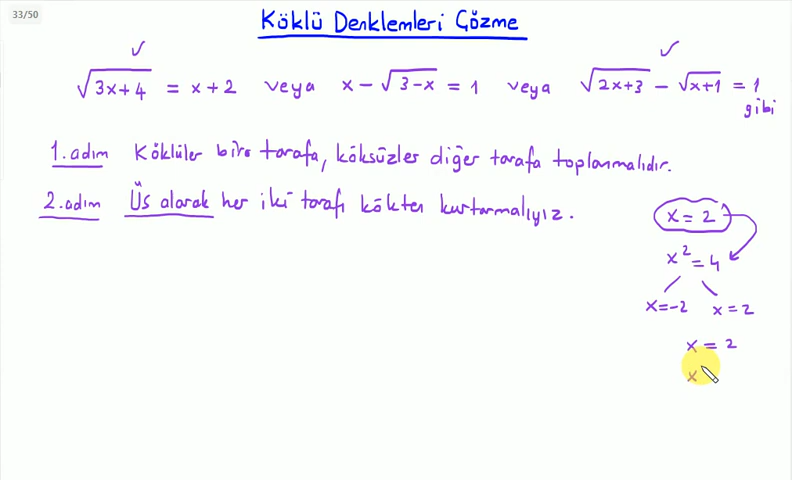 33/50
Köklü Denklemleri Çözme
√ √
√3x+4 = x+2 veya x-√3-x = 1 veya √2x+3 - √x+1 = 1
gibi
1.adım Köklüler bire tarafa, köksüzler diğer tarafa toplanmalıdır.
2.adım Üs alarak her iki tarafı kökten kurtarmalıyız.
x = 2
x² = 4
x=-2 x=2
x = 2
x